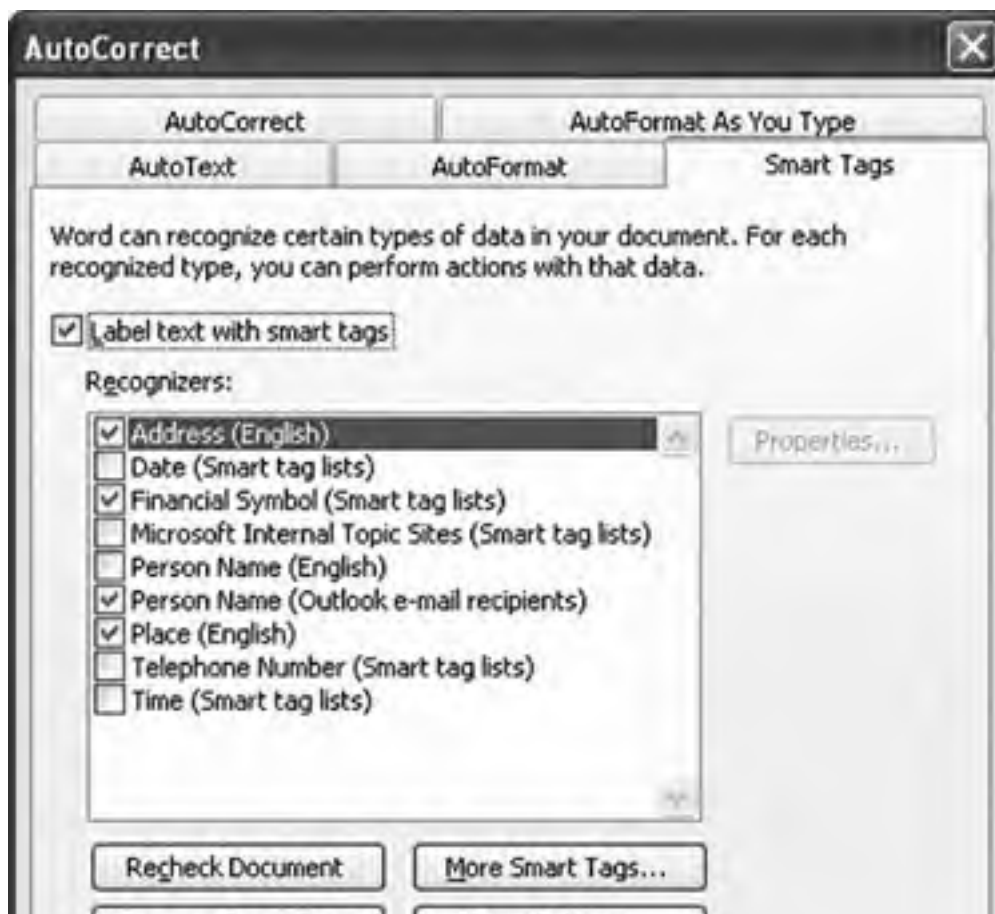 AutoCorrect
AutoCorrect
AutoFormat As You Type
AutoText
AutoFormat
Smart Tags
Word can recognize certain types of data in your document. For each
recognized type, you can perform actions with that data.
Label text with smart tags
Recognizers:
Address (English)
Properties...
Date (Smart tag lists)
Financial Symbol (Smart tag lists)
Microsoft Internal Topic Sites (Smart tag lists)
Person Name (English)
Person Name (Outlook e-mail recipients)
Place (English)
Telephone Number (Smart tag lists)
Time (Smart tag lists)
Recheck Document
More Smart Tags...